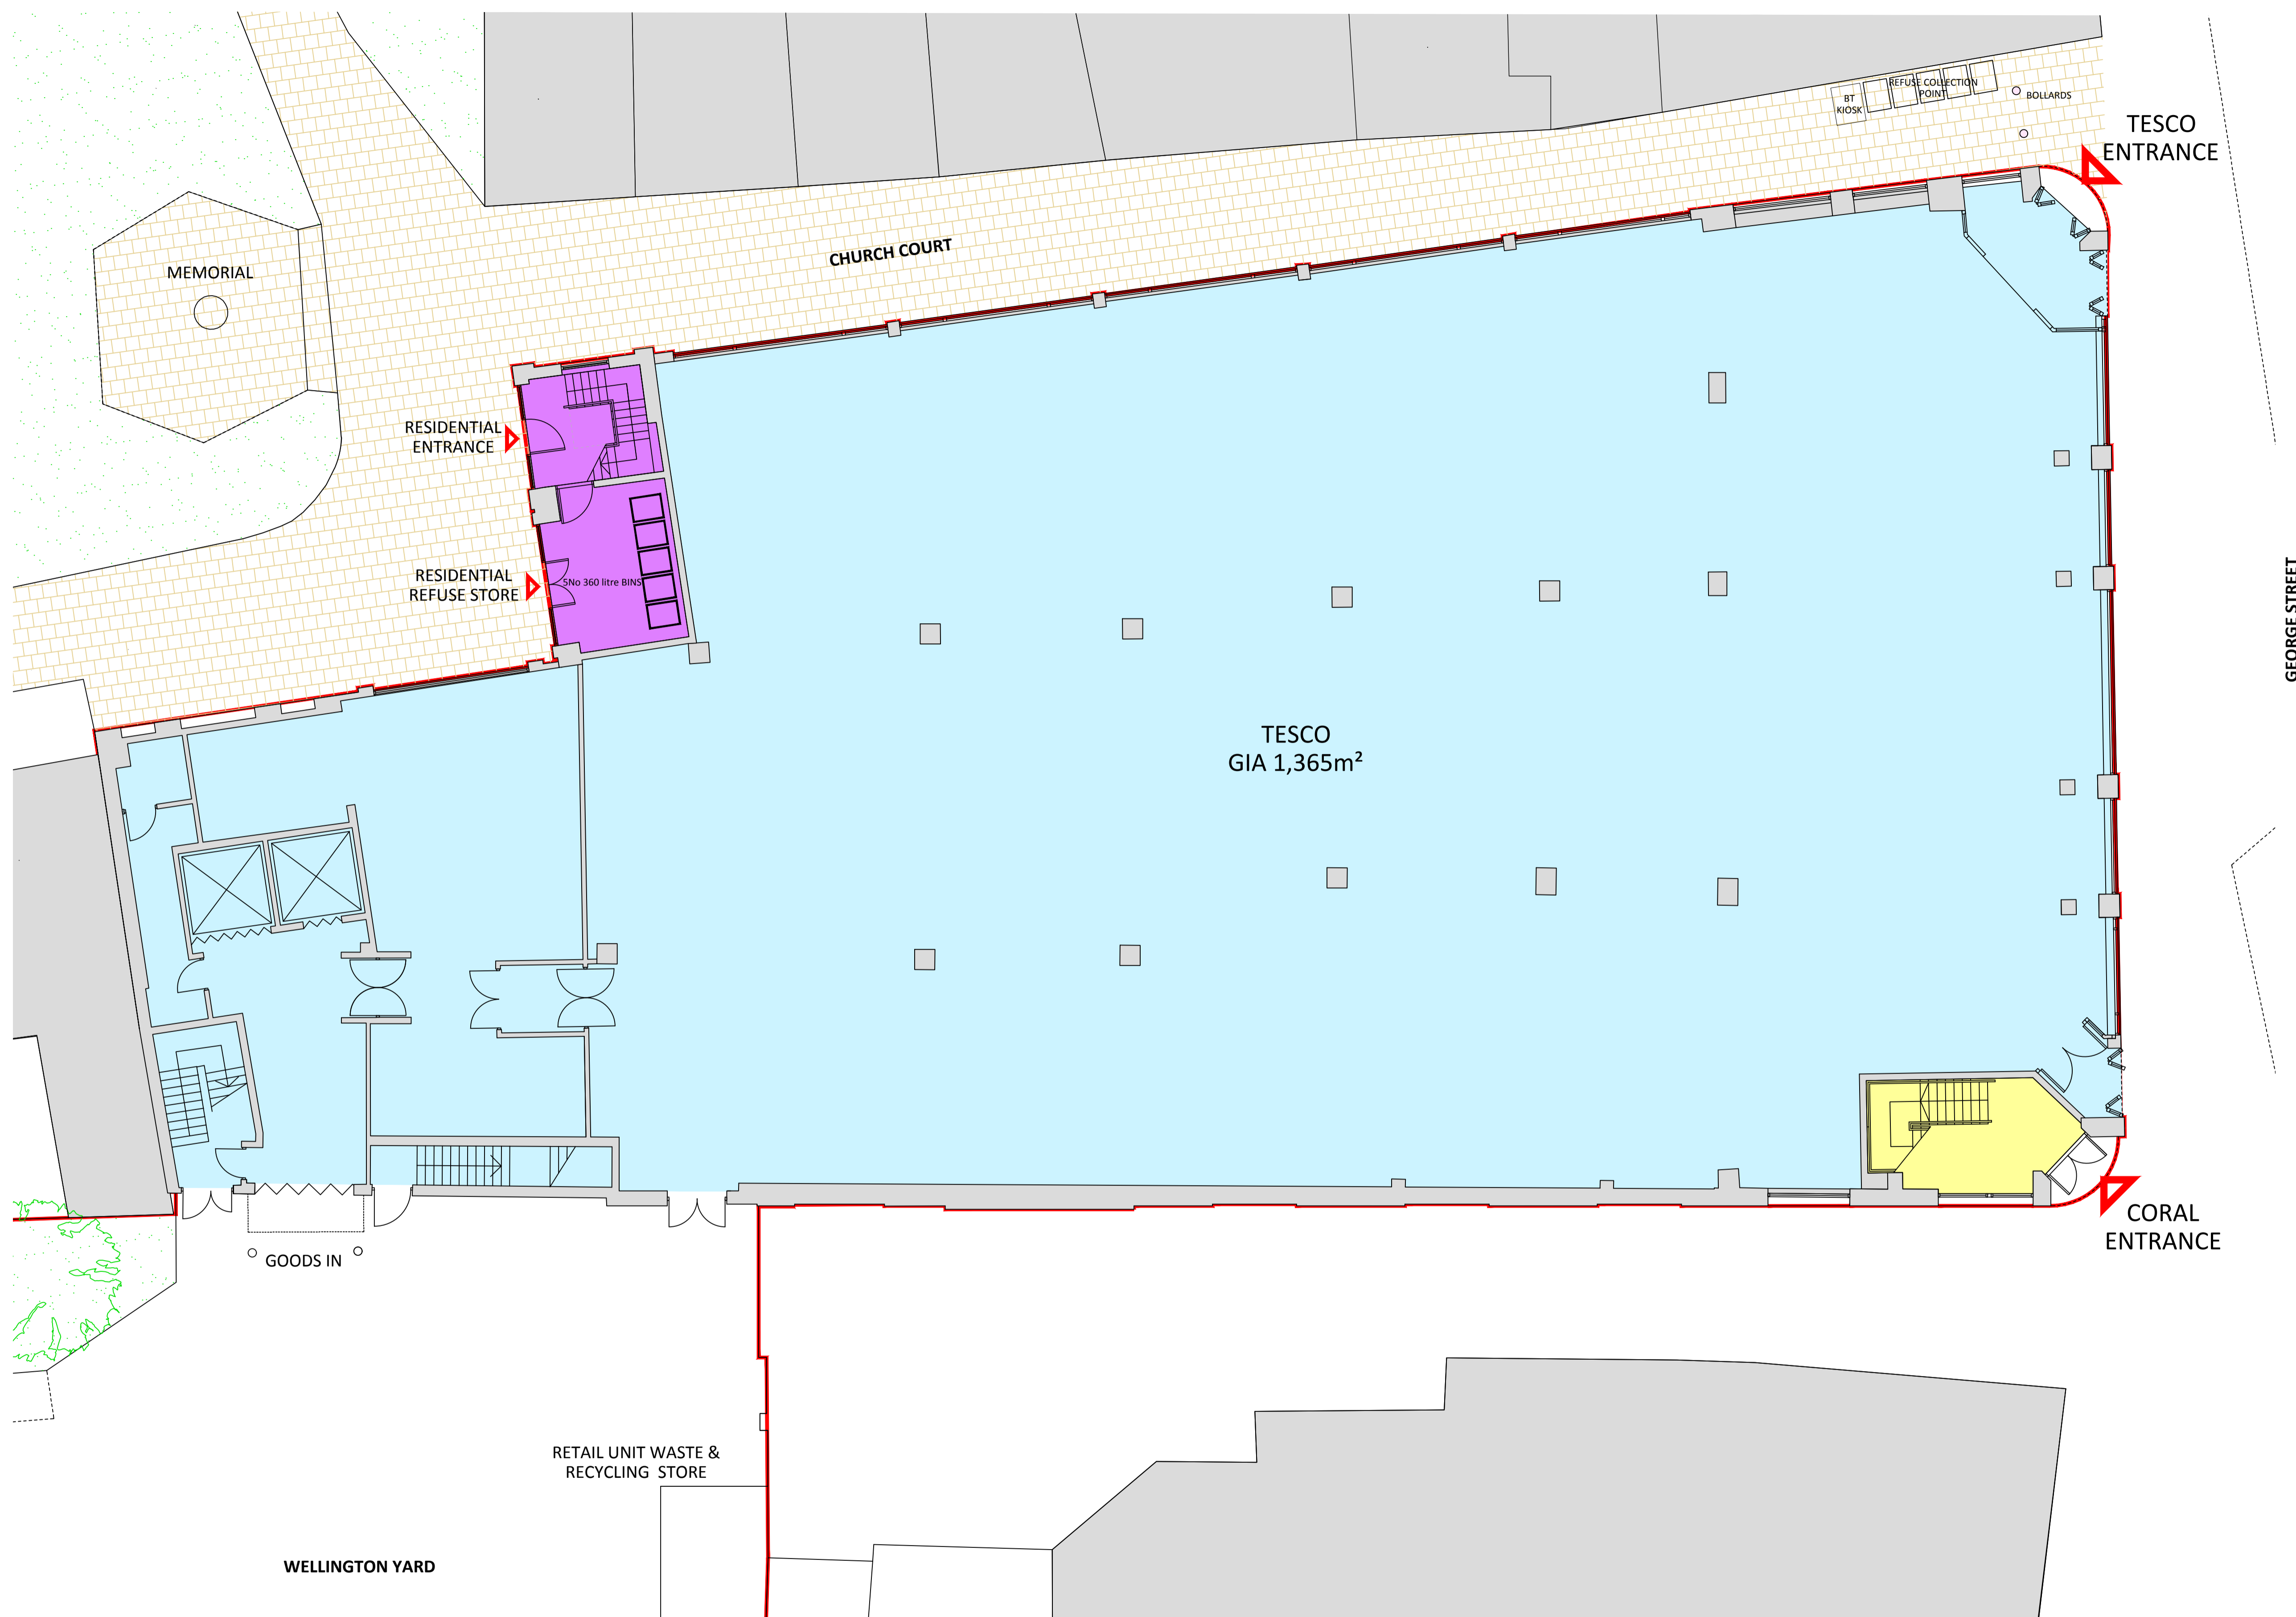 REFUSE COLLECTION
POINT
BT
KIOSK
BOLLARDS
TESCO
ENTRANCE
CHURCH COURT
MEMORIAL
RESIDENTIAL
ENTRANCE
RESIDENTIAL
REFUSE STORE
5No 360 litre BINS
GEORGE STREET
TESCO
GIA 1,365m²
CORAL
ENTRANCE
GOODS IN
RETAIL UNIT WASTE &
RECYCLING STORE
WELLINGTON YARD